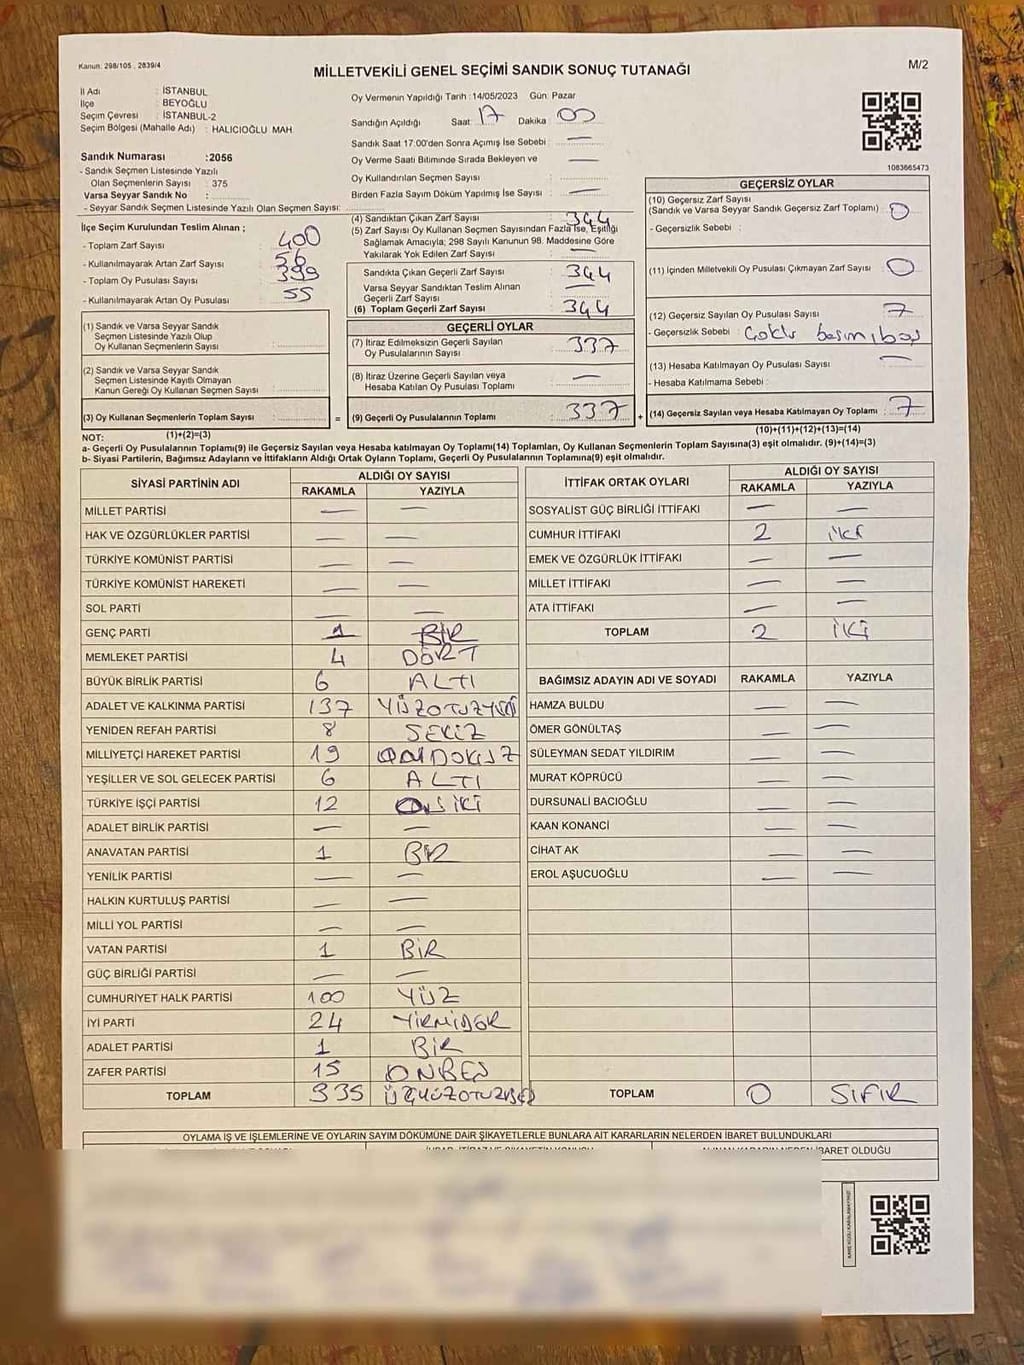 Kanun: 298/105 , 2839/4
MİLLETVEKİLİ GENEL SEÇİMİ SANDIK SONUÇ TUTANAĞI
M/2
İl Adı : İSTANBUL
İlçe : BEYOĞLU
Seçim Çevresi : İSTANBUL-2
Seçim Bölgesi (Mahalle Adı) : HALICIOĞLU MAH.
Sandık Numarası :2056
- Sandık Seçmen Listesinde Yazılı
Olan Seçmenlerin Sayısı : 375
Varsa Seyyar Sandık No :
- Seyyar Sandık Seçmen Listesinde Yazılı Olan Seçmen Sayısı:
Oy Vermenin Yapıldığı Tarih :14/05/2023 Gün: Pazar
Sandığın Açıldığı Saat 17 Dakika 00
Sandık Saat 17:00'den Sonra Açımış İse Sebebi : —
Oy Verme Saati Bitiminde Sırada Bekleyen ve —
Oy Kullandırılan Seçmen Sayısı :
Birden Fazla Sayım Döküm Yapılmış İse Sayısı : —
1083665473
İlçe Seçim Kurulundan Teslim Alınan ;
- Toplam Zarf Sayısı : 400
- Kullanılmayarak Artan Zarf Sayısı : 56
- Toplam Oy Pusulası Sayısı : 399
- Kullanılmayarak Artan Oy Pusulası : 55
(1) Sandık ve Varsa Seyyar Sandık
Seçmen Listesinde Yazılı Olup
Oy Kullanan Seçmenlerin Sayısı :
(2) Sandık ve Varsa Seyyar Sandık
Seçmen Listesinde Kayıtlı Olmayan
Kanun Gereği Oy Kullanan Seçmen Sayısı :
(3) Oy Kullanan Seçmenlerin Toplam Sayısı :
(1)+(2)=(3)
(4) Sandıktan Çıkan Zarf Sayısı : 344
(5) Zarf Sayısı Oy Kullanan Seçmen Sayısından Fazla İse, Eşitliği
Sağlamak Amacıyla; 298 Sayılı Kanunun 98. Maddesine Göre
Yakılarak Yok Edilen Zarf Sayısı : —
Sandıkta Çıkan Geçerli Zarf Sayısı : 344
Varsa Seyyar Sandıktan Teslim Alınan
Geçerli Zarf Sayısı : —
(6) Toplam Geçerli Zarf Sayısı : 344
GEÇERLİ OYLAR
(7) İtiraz Edilmeksizin Geçerli Sayılan
Oy Pusulalarının Sayısı : 337
(8) İtiraz Üzerine Geçerli Sayılan veya
Hesaba Katılan Oy Pusulası Toplamı : —
= (9) Geçerli Oy Pusulalarının Toplamı : 337
GEÇERSİZ OYLAR
(10) Geçersiz Zarf Sayısı
(Sandık ve Varsa Seyyar Sandık Geçersiz Zarf Toplamı) : 0
- Geçersizlik Sebebi :
(11) İçinden Milletvekili Oy Pusulası Çıkmayan Zarf Sayısı : 0
(12) Geçersiz Sayılan Oy Pusulası Sayısı : 7
- Geçersizlik Sebebi :
(13) Hesaba Katılmayan Oy Pusulası Sayısı : —
- Hesaba Katılmama Sebebi :
+ (14) Geçersiz Sayılan veya Hesaba Katılmayan Oy Toplamı : 7
(10)+(11)+(12)+(13)=(14)
NOT:
a- Geçerli Oy Pusulalarının Toplamı(9) ile Geçersiz Sayılan veya Hesaba Katılmayan Oy Toplamı(14) Toplamları, Oy Kullanan Seçmenlerin Toplam Sayısına(3) eşit olmalıdır. (9)+(14)=(3)
b- Siyasi Partilerin, Bağımsız Adayların ve İttifakların Aldığı Ortak Oyların Toplamı, Geçerli Oy Pusulalarının Toplamına(9) eşit olmalıdır.
SİYASİ PARTİNİN ADI ALDIĞI OY SAYISI
RAKAMLA YAZIYLA
MİLLET PARTİSİ — —
HAK VE ÖZGÜRLÜKLER PARTİSİ — —
TÜRKİYE KOMÜNİST PARTİSİ — —
TÜRKİYE KOMÜNİST HAREKETİ — —
SOL PARTİ — —
GENÇ PARTİ 1 BİR
MEMLEKET PARTİSİ 4 DÖRT
BÜYÜK BİRLİK PARTİSİ 6 ALTI
ADALET VE KALKINMA PARTİSİ 137 YÜZOTUZYEDİ
YENİDEN REFAH PARTİSİ 8 SEKİZ
MİLLİYETÇİ HAREKET PARTİSİ 19 ONDOKUZ
YEŞİLLER VE SOL GELECEK PARTİSİ 6 ALTI
TÜRKİYE İŞÇİ PARTİSİ 12 ONİKİ
ADALET BİRLİK PARTİSİ — —
ANAVATAN PARTİSİ 1 BİR
YENİLİK PARTİSİ — —
HALKIN KURTULUŞ PARTİSİ — —
MİLLİ YOL PARTİSİ — —
VATAN PARTİSİ 1 BİR
GÜÇ BİRLİĞİ PARTİSİ — —
CUMHURİYET HALK PARTİSİ 100 YÜZ
İYİ PARTİ 24 YİRMİDÖR
ADALET PARTİSİ 1 BİR
ZAFER PARTİSİ 15 ONBEŞ
TOPLAM 335 ÜÇYÜZOTUZBEŞ
İTTİFAK ORTAK OYLARI ALDIĞI OY SAYISI
RAKAMLA YAZIYLA
SOSYALİST GÜÇ BİRLİĞİ İTTİFAKI — —
CUMHUR İTTİFAKI 2 İKİ
EMEK VE ÖZGÜRLÜK İTTİFAKI — —
MİLLET İTTİFAKI — —
ATA İTTİFAKI — —
TOPLAM 2 İKİ
BAĞIMSIZ ADAYIN ADI VE SOYADI RAKAMLA YAZIYLA
HAMZA BULDU — —
ÖMER GÖNÜLTAŞ — —
SÜLEYMAN SEDAT YILDIRIM — —
MURAT KÖPRÜCÜ — —
DURSUNALİ BACIOĞLU — —
KAAN KONANCİ — —
CİHAT AK — —
EROL AŞUCUOĞLU — —
TOPLAM 0 SIFIR
OYLAMA İŞ VE İŞLEMLERİNE VE OYLARIN SAYIM DÖKÜMÜNE DAİR ŞİKAYETLERLE BUNLARA AİT KARARLARIN NELERDEN İBARET BULUNDUKLARI
İBARET OLDUĞU